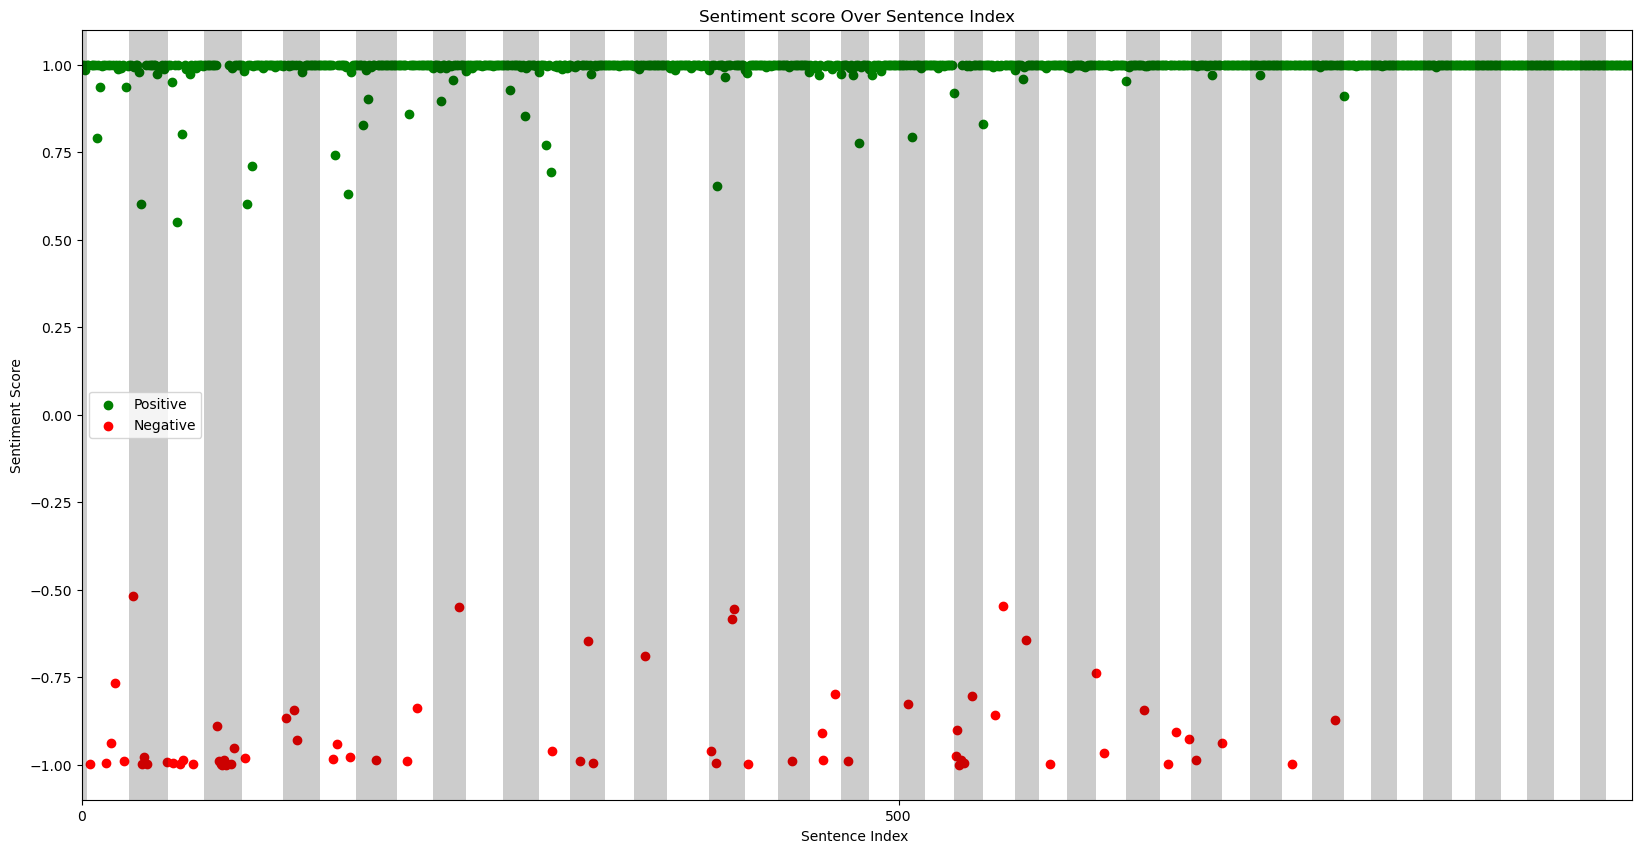 Sentiment score Over Sentence Index
1.00
0.75
0.50
0.25
0.00
−0.25
−0.50
−0.75
−1.00
Sentiment Score
Positive
Negative
0
500
Sentence Index